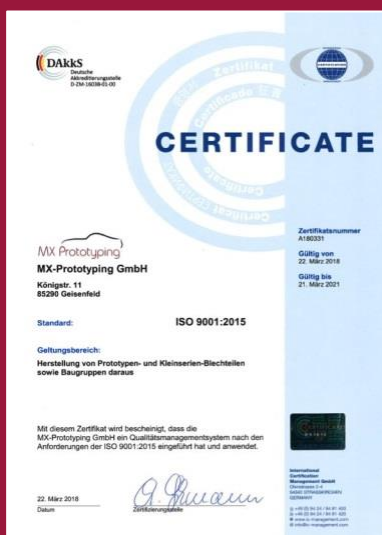 DAkkS
Deutsche
Akkreditierungsstelle
D-ZM-16038-01-00
Zertifikat
Certificado
CERTIFICATE
MX Prototyping
MX-Prototyping GmbH
Königstr. 11
85290 Geisenfeld
Zertifikatsnummer
A180331
Gültig von
22. März 2018
Gültig bis
21. März 2021
Standard:
ISO 9001:2015
Geltungsbereich:
Herstellung von Prototypen- und Kleinserien-Blechteilen
sowie Baugruppen daraus
Mit diesem Zertifikat wird bescheinigt, dass die
MX-Prototyping GmbH ein Qualitätsmanagementsystem nach den
Anforderungen der ISO 9001:2015 eingeführt hat und anwendet.
International
Certification
Management GmbH
GERMANY
22. März 2018
Datum
Zertifizierungsstelle